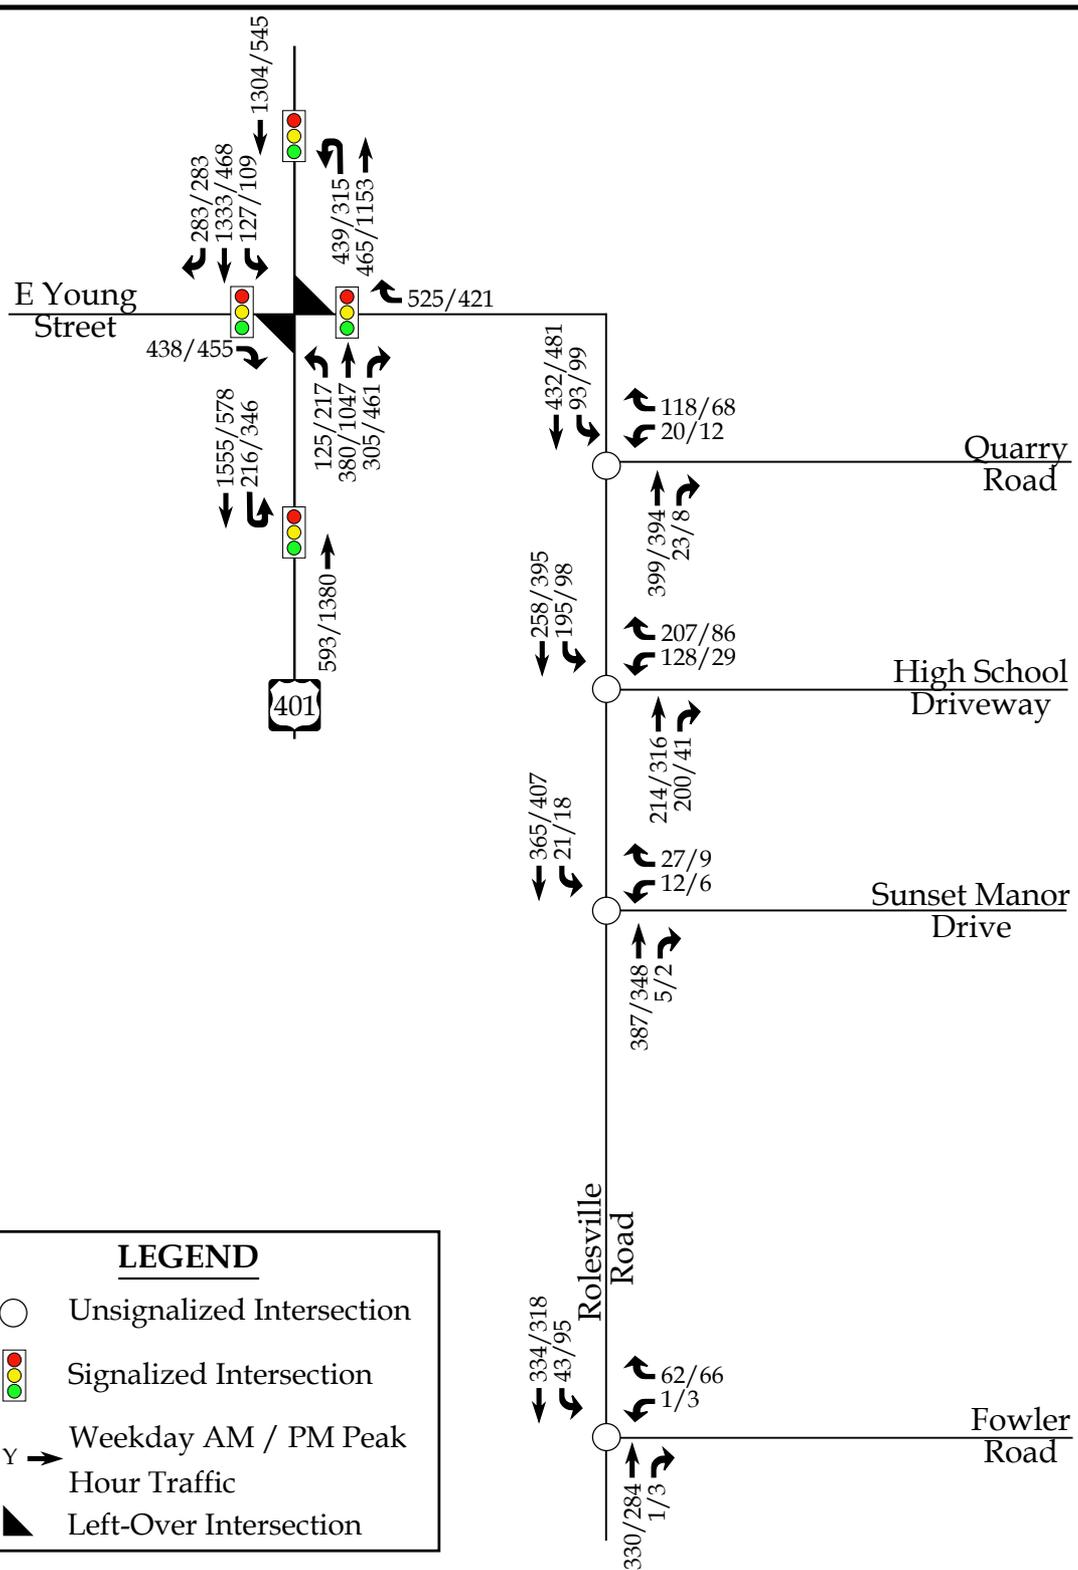 1304/545
283/283
1333/468
127/109
439/315
465/1153
E Young
Street
525/421
438/455
125/217
380/1047
305/461
1555/578
216/346
593/1380
401
432/481
93/99
118/68
20/12
Quarry
Road
399/394
23/8
258/395
195/98
207/86
128/29
High School
Driveway
214/316
200/41
365/407
21/18
27/9
12/6
Sunset Manor
Drive
387/348
5/2
Rolesville
Road
334/318
43/95
62/66
1/3
Fowler
Road
330/284
1/3
LEGEND
Unsignalized Intersection
Signalized Intersection
Y
Weekday AM / PM Peak
Hour Traffic
Left-Over Intersection